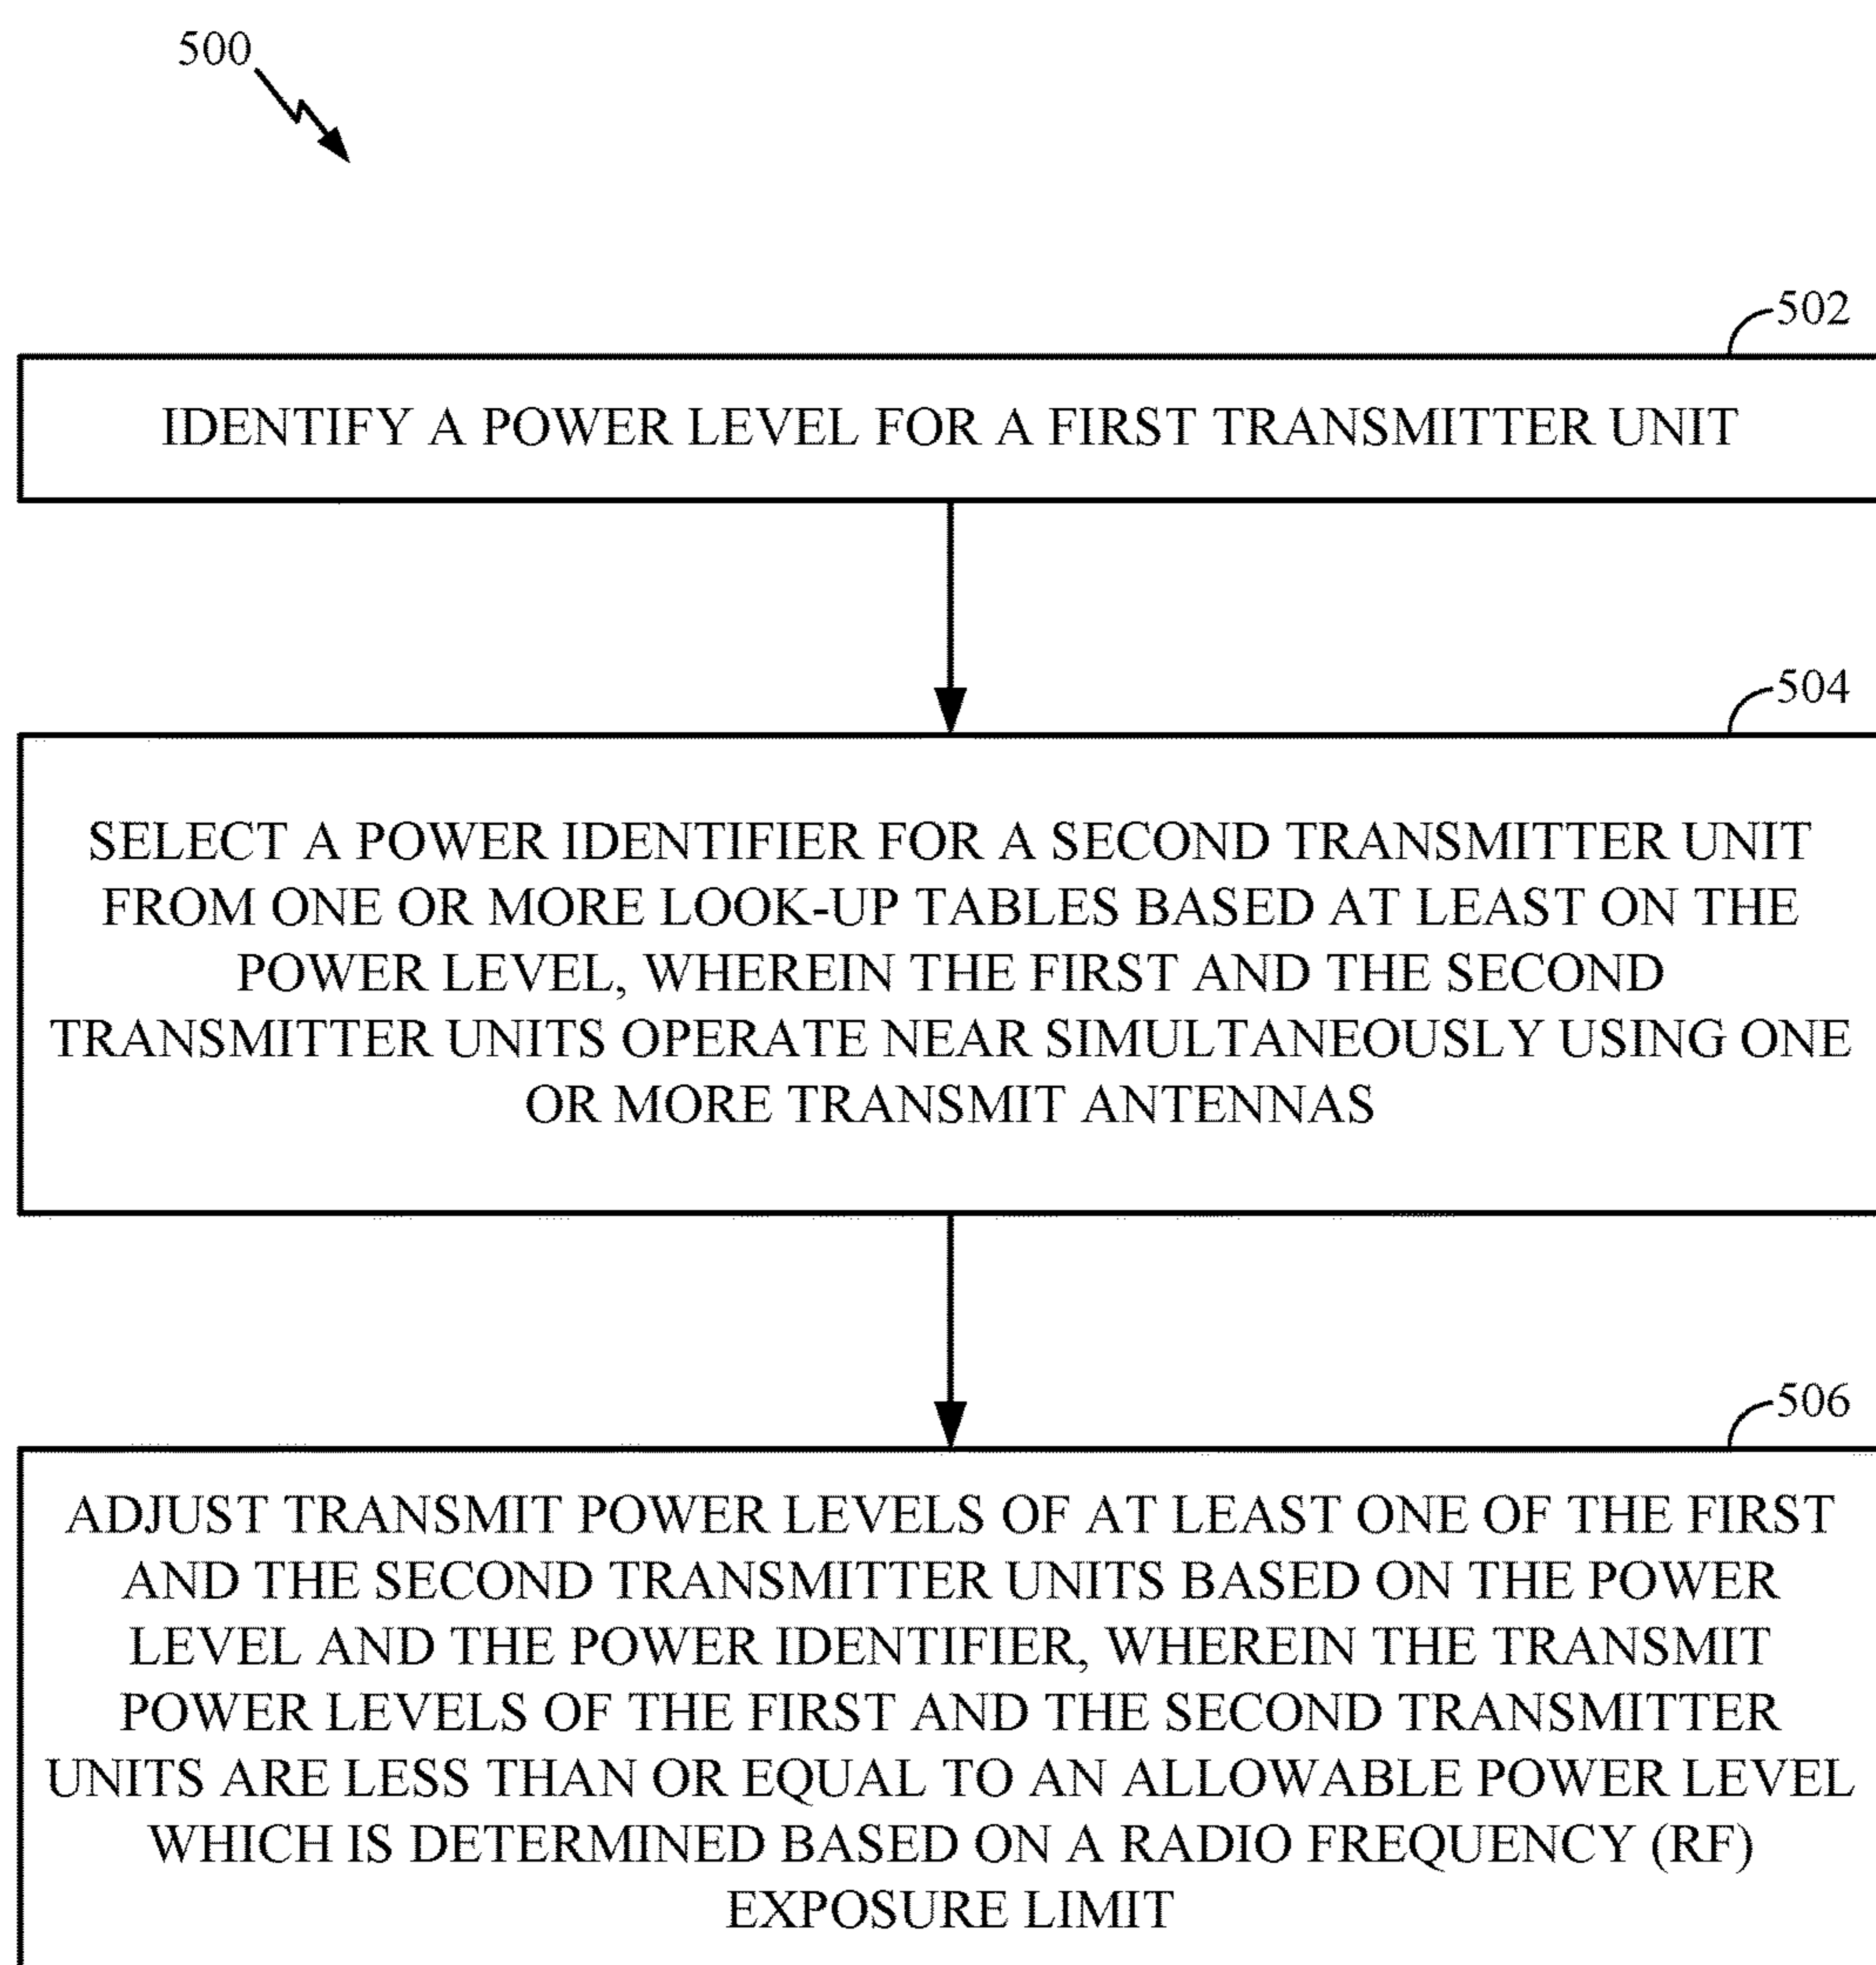 500
502
IDENTIFY A POWER LEVEL FOR A FIRST TRANSMITTER UNIT
504
SELECT A POWER IDENTIFIER FOR A SECOND TRANSMITTER UNIT
FROM ONE OR MORE LOOK-UP TABLES BASED AT LEAST ON THE
POWER LEVEL, WHEREIN THE FIRST AND THE SECOND
TRANSMITTER UNITS OPERATE NEAR SIMULTANEOUSLY USING ONE
OR MORE TRANSMIT ANTENNAS
506
ADJUST TRANSMIT POWER LEVELS OF AT LEAST ONE OF THE FIRST
AND THE SECOND TRANSMITTER UNITS BASED ON THE POWER
LEVEL AND THE POWER IDENTIFIER, WHEREIN THE TRANSMIT
POWER LEVELS OF THE FIRST AND THE SECOND TRANSMITTER
UNITS ARE LESS THAN OR EQUAL TO AN ALLOWABLE POWER LEVEL
WHICH IS DETERMINED BASED ON A RADIO FREQUENCY (RF)
EXPOSURE LIMIT